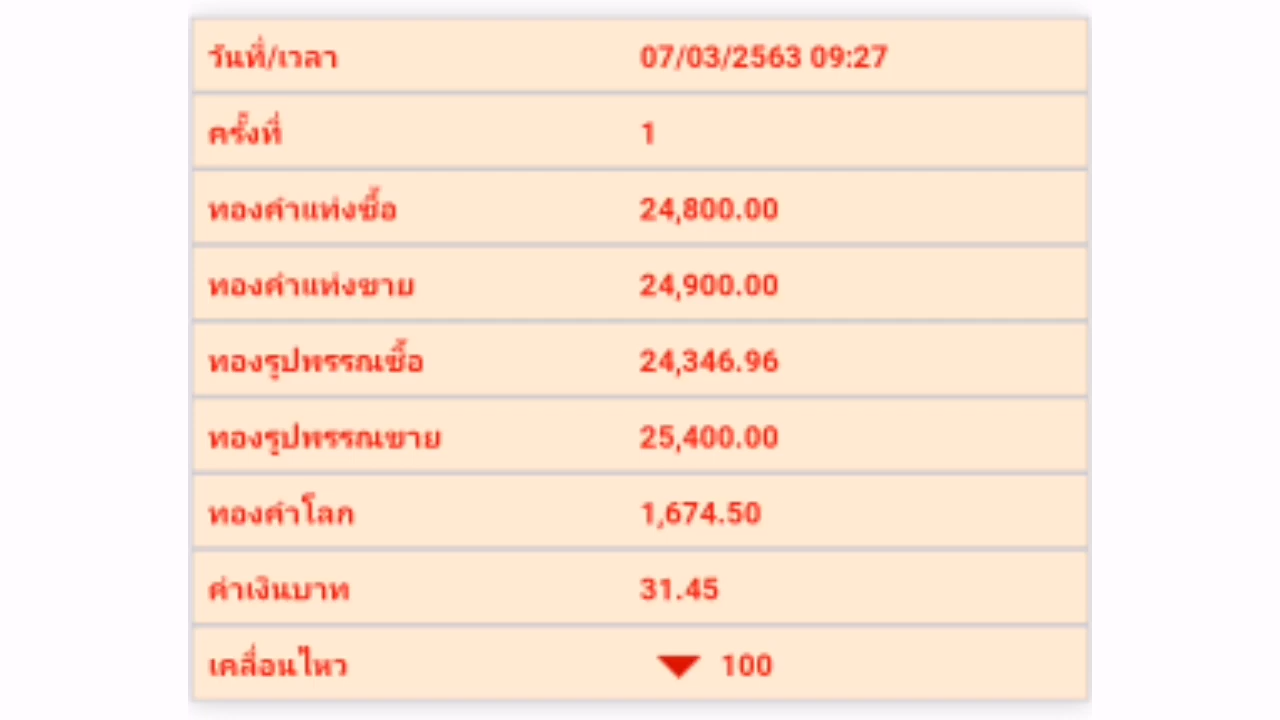 วันที่/เวลา 07/03/2563 09:27
ครั้งที่ 1
ทองคำแท่งซื้อ 24,800.00
ทองคำแท่งขาย 24,900.00
ทองรูปพรรณซื้อ 24,346.96
ทองรูปพรรณขาย 25,400.00
ทองคำโลก 1,674.50
ค่าเงินบาท 31.45
เคลื่อนไหว ▼ 100